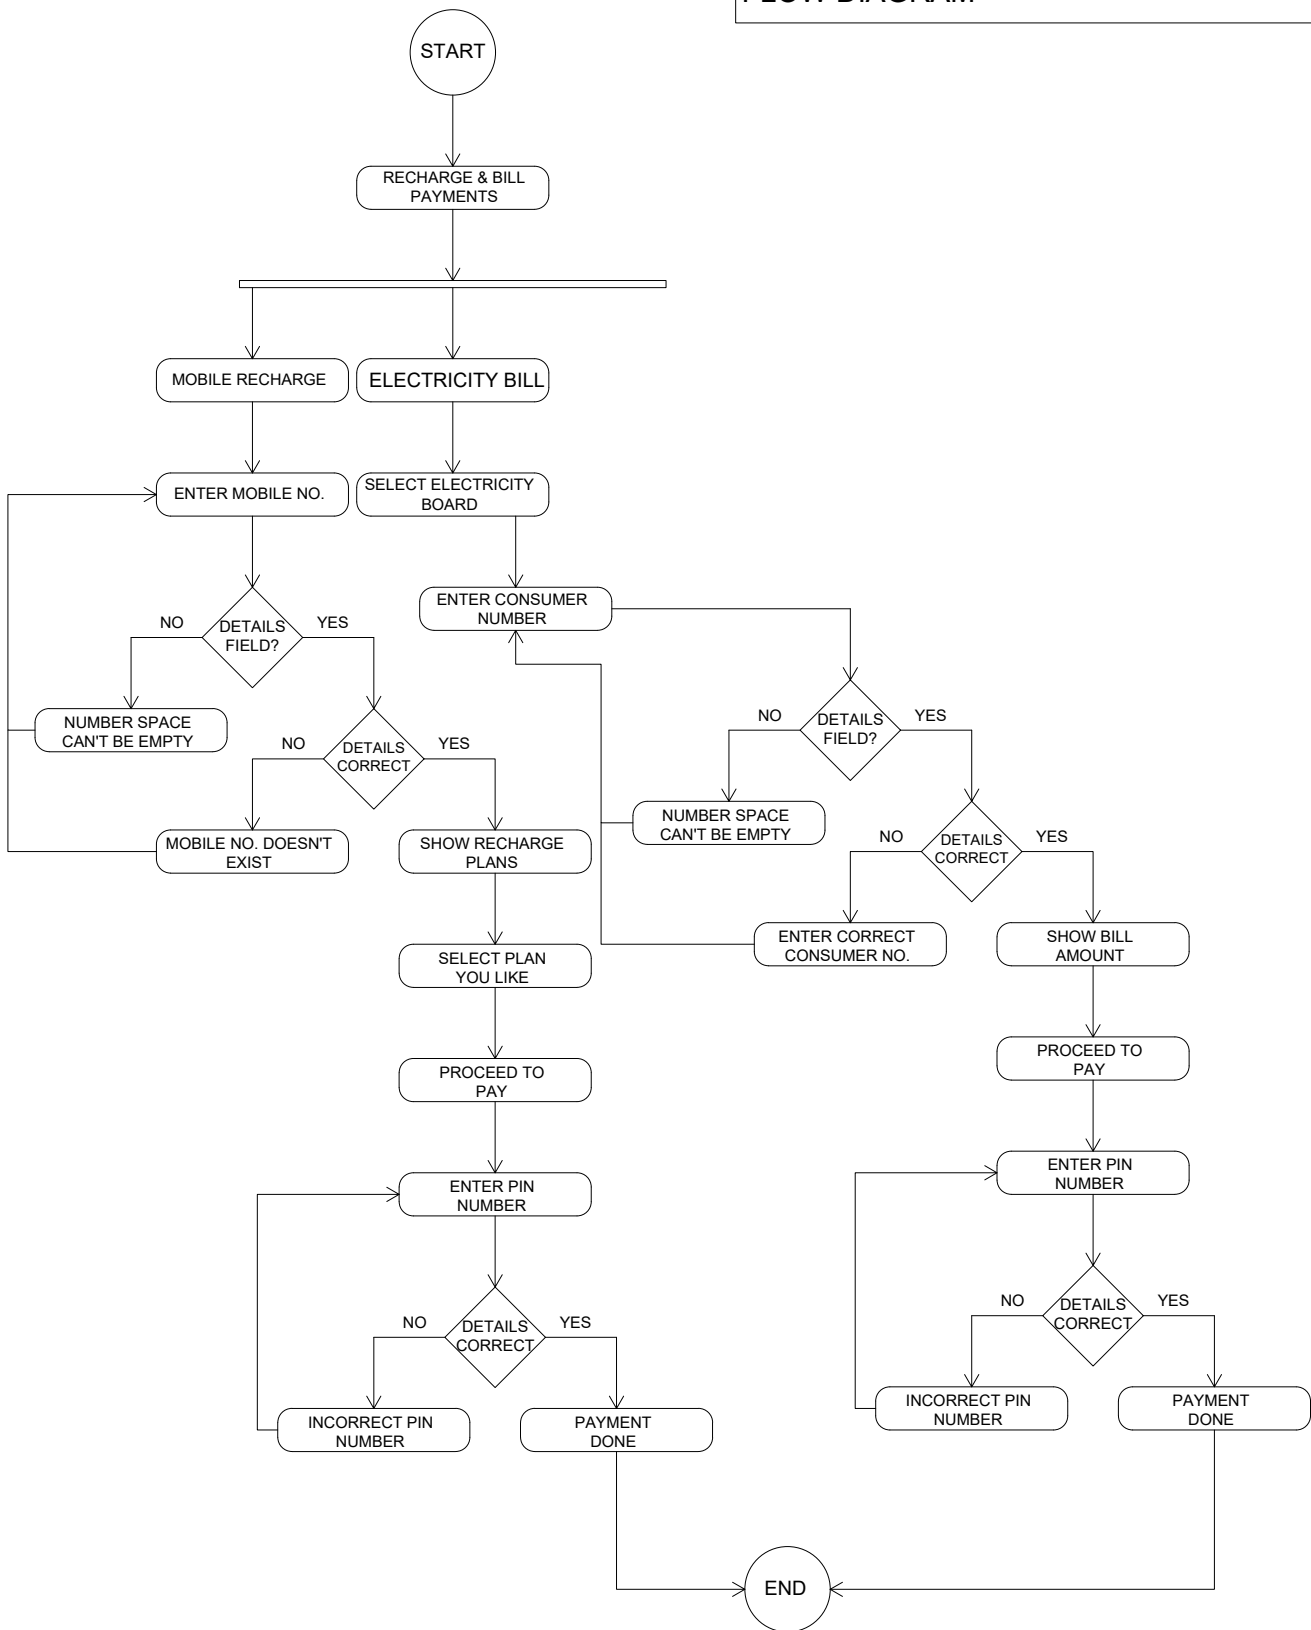 FLOW DIAGRAM
START
RECHARGE & BILL
PAYMENTS
MOBILE RECHARGE
ELECTRICITY BILL
ENTER MOBILE NO.
SELECT ELECTRICITY
BOARD
ENTER CONSUMER
NUMBER
NO
DETAILS
FIELD?
YES
NUMBER SPACE
CAN'T BE EMPTY
NO
DETAILS
CORRECT
YES
MOBILE NO. DOESN'T
EXIST
SHOW RECHARGE
PLANS
NO
DETAILS
FIELD?
YES
NUMBER SPACE
CAN'T BE EMPTY
NO
DETAILS
CORRECT
YES
ENTER CORRECT
CONSUMER NO.
SHOW BILL
AMOUNT
SELECT PLAN
YOU LIKE
PROCEED TO
PAY
PROCEED TO
PAY
ENTER PIN
NUMBER
ENTER PIN
NUMBER
NO
DETAILS
CORRECT
YES
NO
DETAILS
CORRECT
YES
INCORRECT PIN
NUMBER
PAYMENT
DONE
INCORRECT PIN
NUMBER
PAYMENT
DONE
END